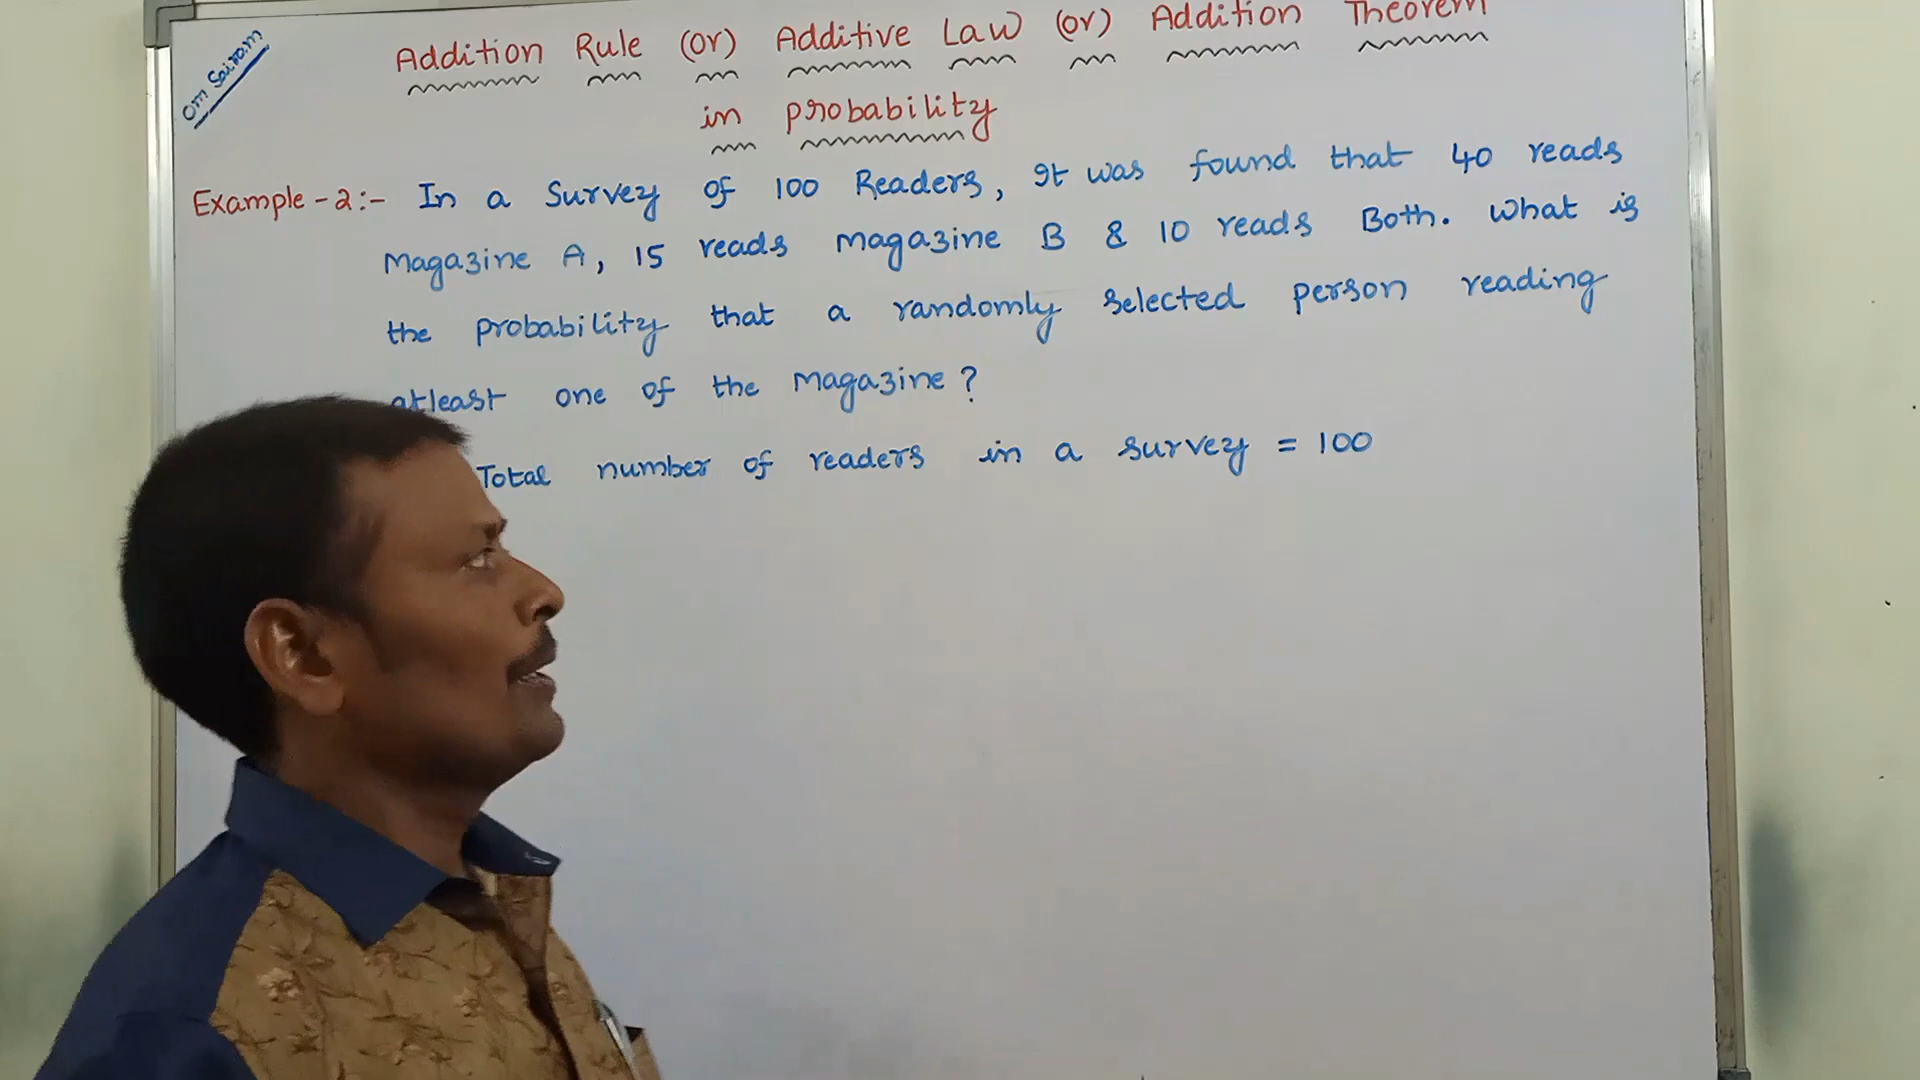 Om Sairam
Addition Rule (or) Additive Law (or) Addition Theorem
in probability
Example-2:- In a Survey of 100 Readers, It was found that 40 reads
Magazine A, 15 reads Magazine B & 10 reads Both. What is
the probability that a randomly selected person reading
atleast one of the Magazine?
Total number of readers in a survey = 100